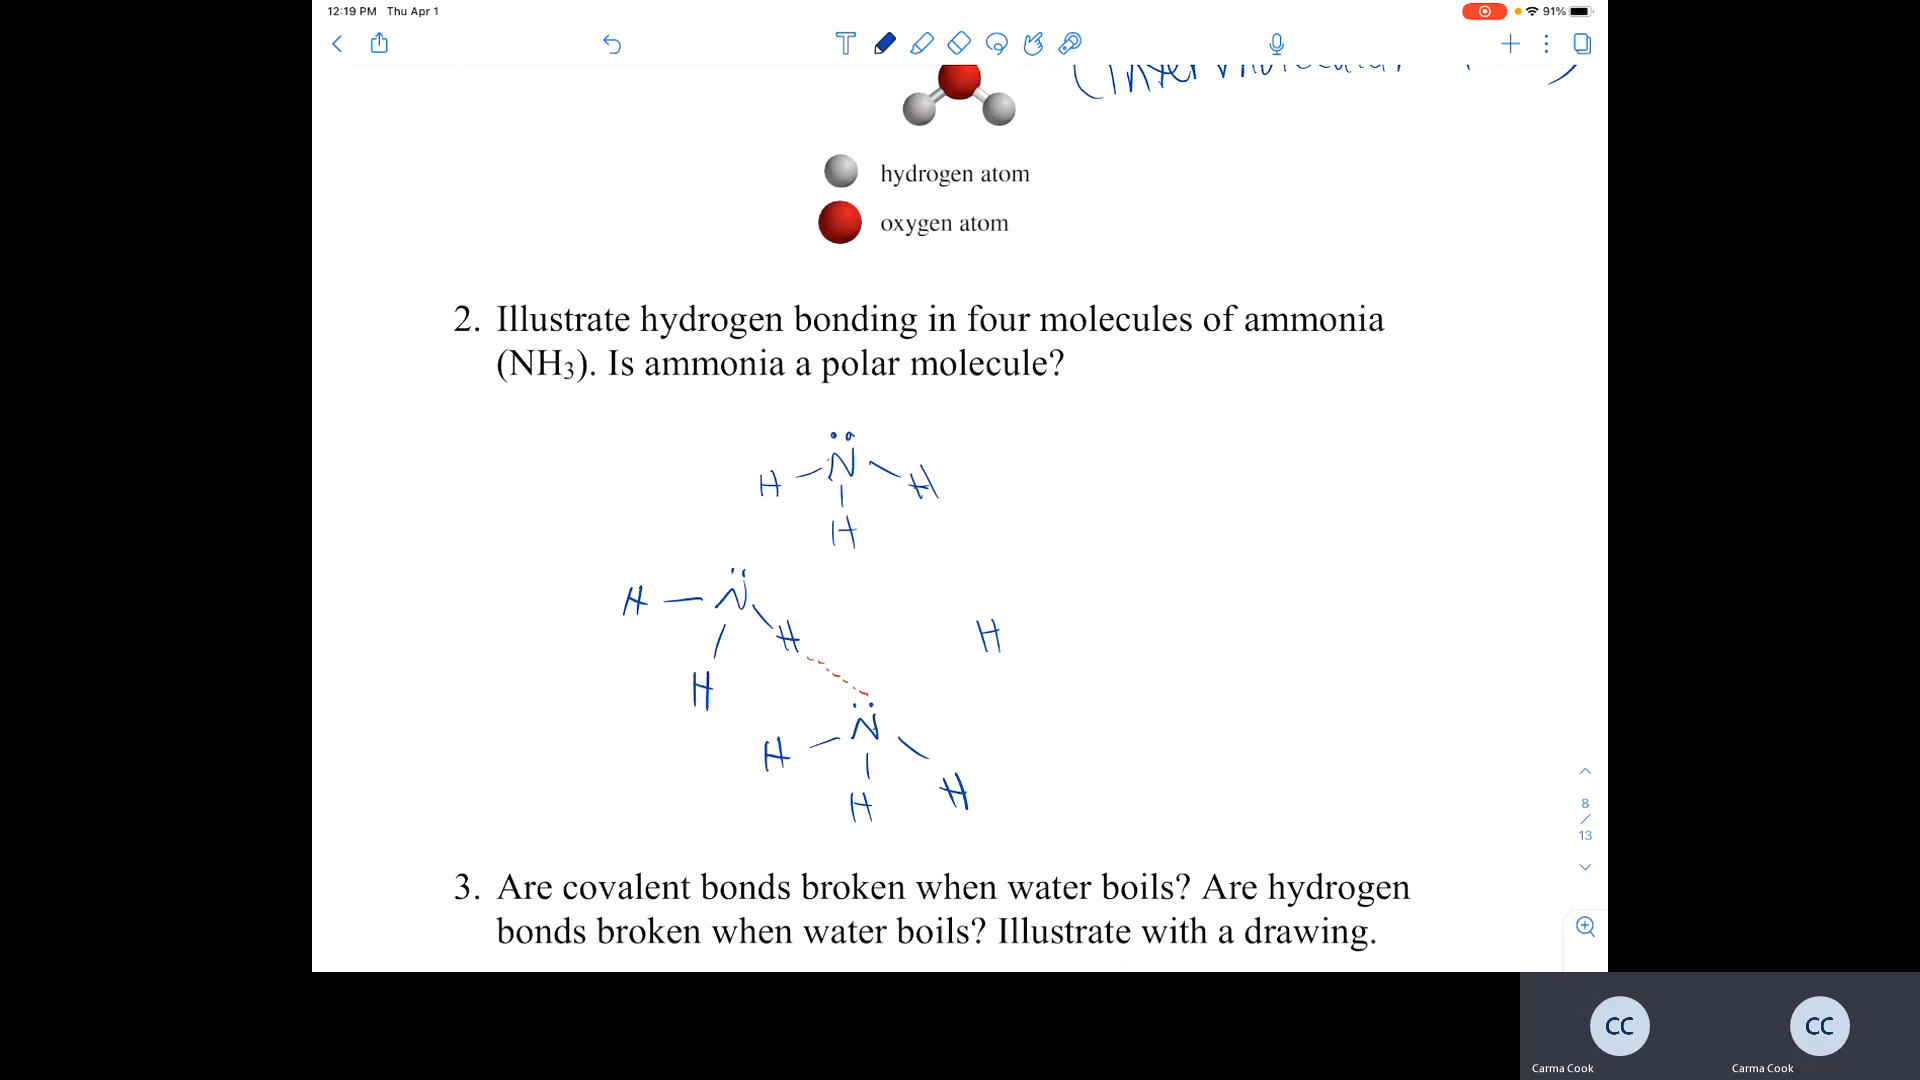 12:19 PM Thu Apr 1
91%
hydrogen atom
oxygen atom
2. Illustrate hydrogen bonding in four molecules of ammonia
(NH₃). Is ammonia a polar molecule?
N
H H
H
H N
H
H
H
N
H H
H
8
/
13
3. Are covalent bonds broken when water boils? Are hydrogen
bonds broken when water boils? Illustrate with a drawing.
CC CC
Carma Cook Carma Cook